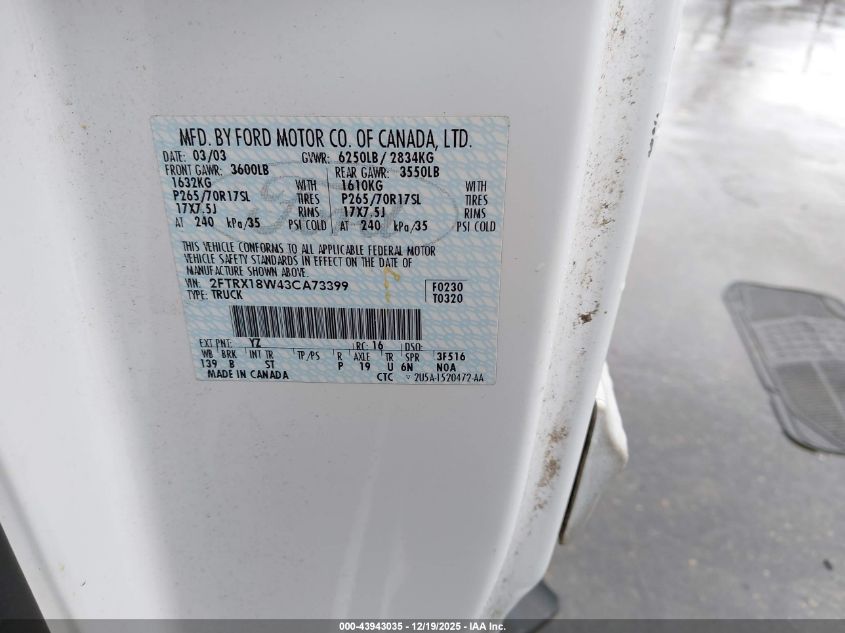 MFD. BY FORD MOTOR CO. OF CANADA, LTD.
DATE: 03/03 GVWR: 6250LB/ 2834KG
FRONT GAWR: 3600LB REAR GAWR: 3550LB
1632KG WITH 1610KG WITH
P265/70R17SL TIRES P265/70R17SL TIRES
17X7.5J RIMS 17X7.5J RIMS
AT 240 kPa/35 PSI COLD AT 240 kPa/35 PSI COLD
THIS VEHICLE CONFORMS TO ALL APPLICABLE FEDERAL MOTOR
VEHICLE SAFETY STANDARDS IN EFFECT ON THE DATE OF
MANUFACTURE SHOWN ABOVE.
VIN: 2FTRX18W43CA73399 F0230
TYPE: TRUCK T0320
EXT PNT: YZ RC: 16 DSO:
WB BRK INT TR TP/PS R AXLE TR SPR 3F516
139 B ST P 19 U 6N NOA
MADE IN CANADA CTC 2U5A-1520472-AA
000-43943035 - 12/19/2025 - IAA Inc.